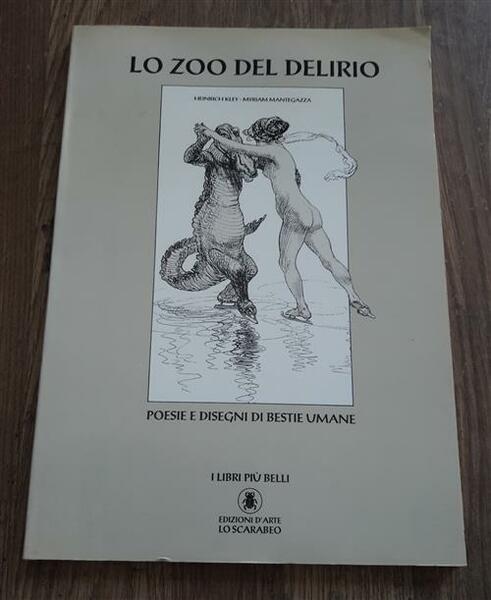 LO ZOO DEL DELIRIO
HEINRICH KLEY - MYRIAM MANTEGAZZA
POESIE E DISEGNI DI BESTIE UMANE
I LIBRI PIÙ BELLI
EDIZIONI D'ARTE
LO SCARABEO